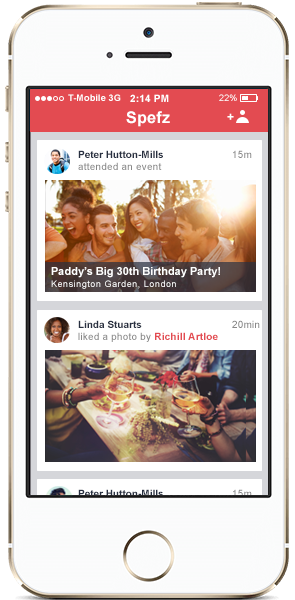 T-Mobile 3G 2:14 PM 22%
Spefz +
Peter Hutton-Mills 15m
attended an event
Paddy's Big 30th Birthday Party!
Kensington Garden, London
Linda Stuarts 20min
liked a photo by Richill Artloe
Peter Hutton-Mills 15m